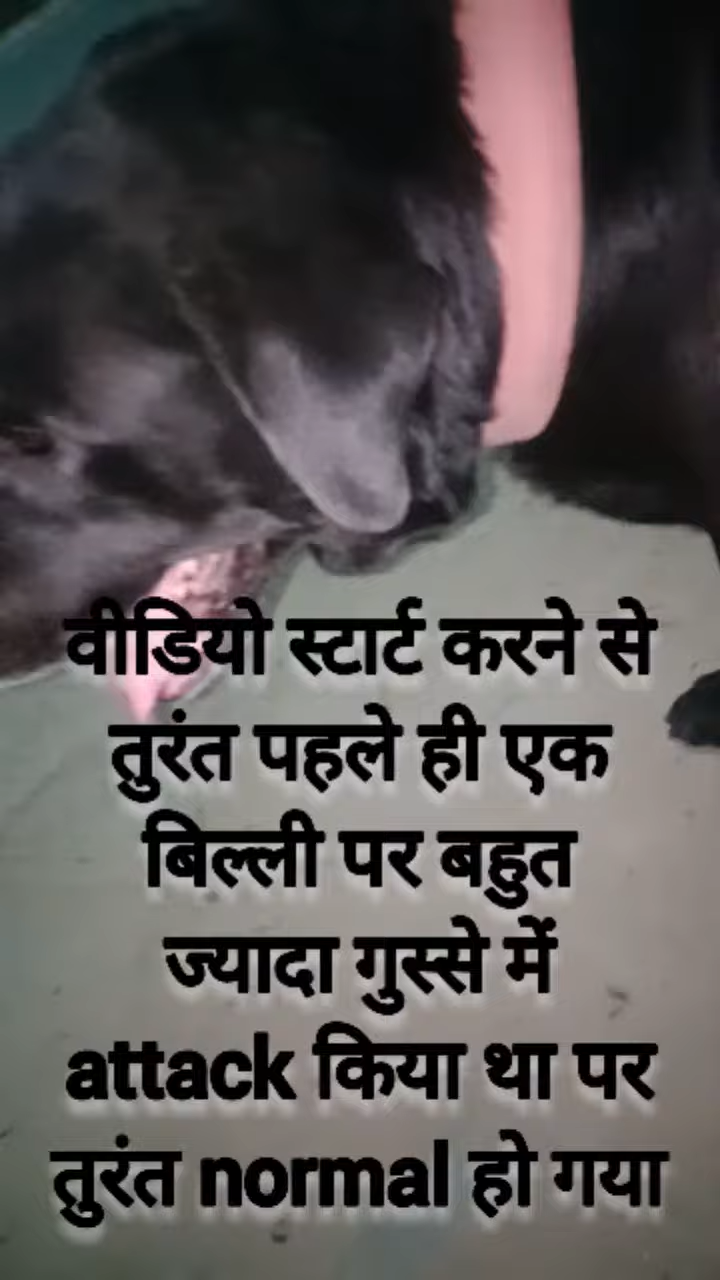 वीडियो स्टार्ट करने से
तुरंत पहले ही एक
बिल्ली पर बहुत
ज्यादा गुस्से में
attack किया था पर
तुरंत normal हो गया